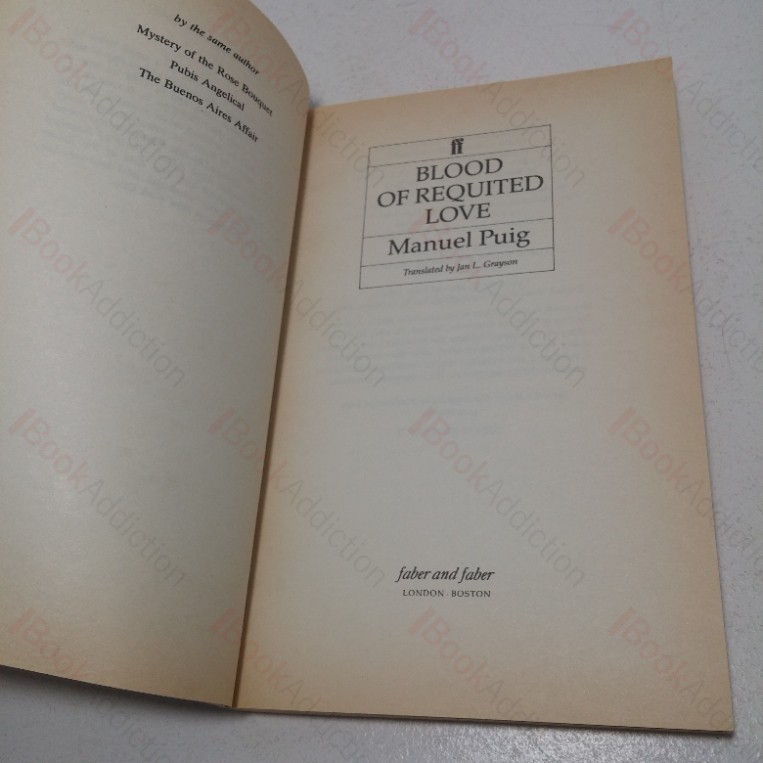 by the same author
Mystery of the Rose Bouquet
Pubis Angelical
The Buenos Aires Affair
ff
BLOOD
OF REQUITED
LOVE
Manuel Puig
Translated by Jan L. Grayson
faber and faber
LONDON · BOSTON
BookAddiction